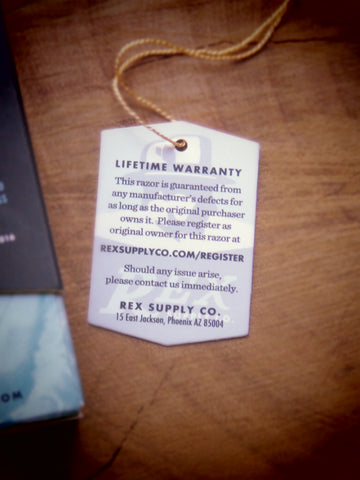 LIFETIME WARRANTY
This razor is guaranteed from
any manufacturer's defects for
as long as the original purchaser
owns it. Please register as
original owner for this razor at
REXSUPPLYCO.COM/REGISTER
Should any issue arise,
please contact us immediately.
REX SUPPLY CO.
15 East Jackson, Phoenix AZ 85004